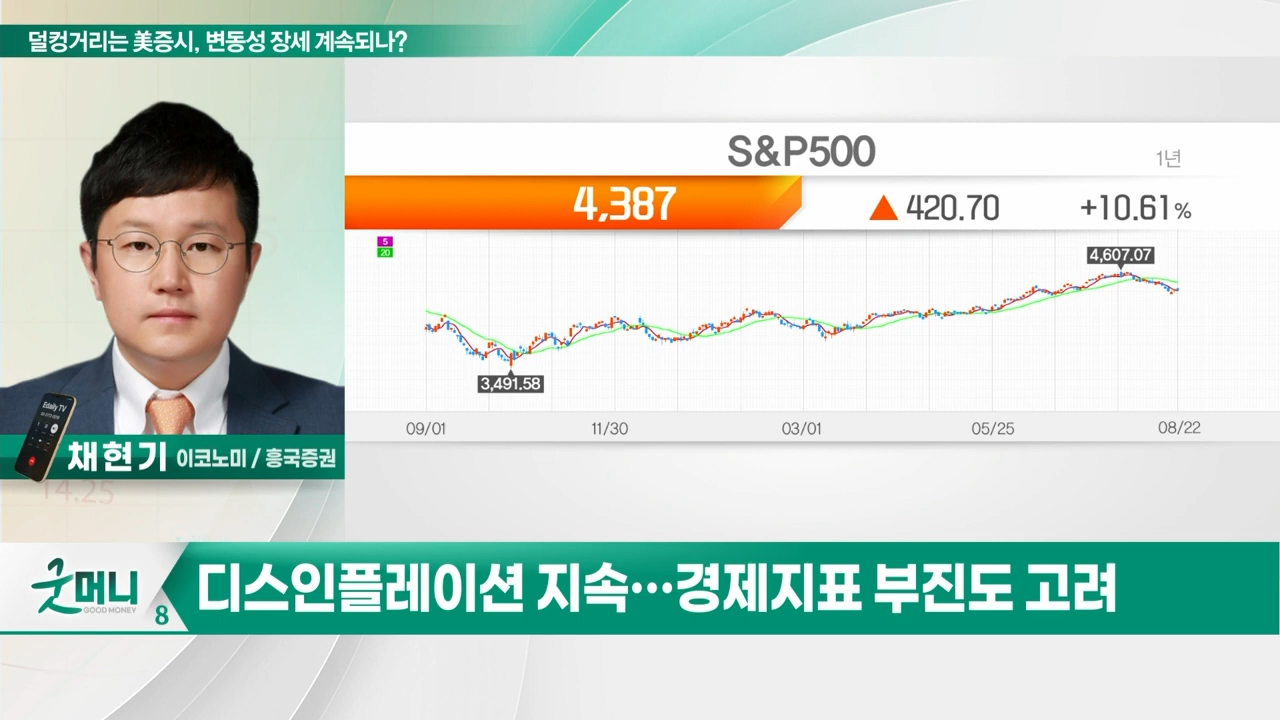 덜컹거리는 美증시, 변동성 장세 계속되나?
S&P500
1년
4,387
▲ 420.70
+10.61%
5
20
4,607.07
3,491.58
09/01
11/30
03/01
05/25
08/22
Edaily TV
채현기 이코노미 / 흥국증권
14.25
굿머니
GOOD MONEY
8
디스인플레이션 지속…경제지표 부진도 고려